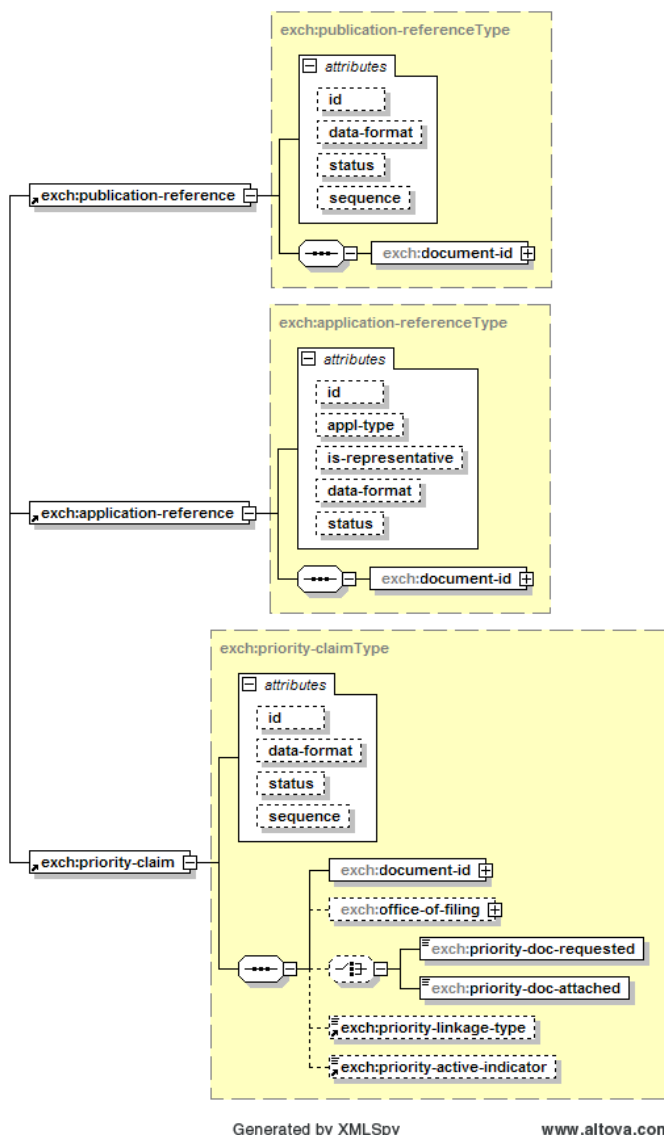 exch:publication-referenceType
attributes
id
data-format
status
sequence
exch:publication-reference
exch:document-id
exch:application-referenceType
attributes
id
appl-type
is-representative
data-format
status
exch:application-reference
exch:document-id
exch:priority-claimType
attributes
id
data-format
status
sequence
exch:priority-claim
exch:document-id
exch:office-of-filing
exch:priority-doc-requested
exch:priority-doc-attached
exch:priority-linkage-type
exch:priority-active-indicator
Generated by XMLSpy www.altova.com